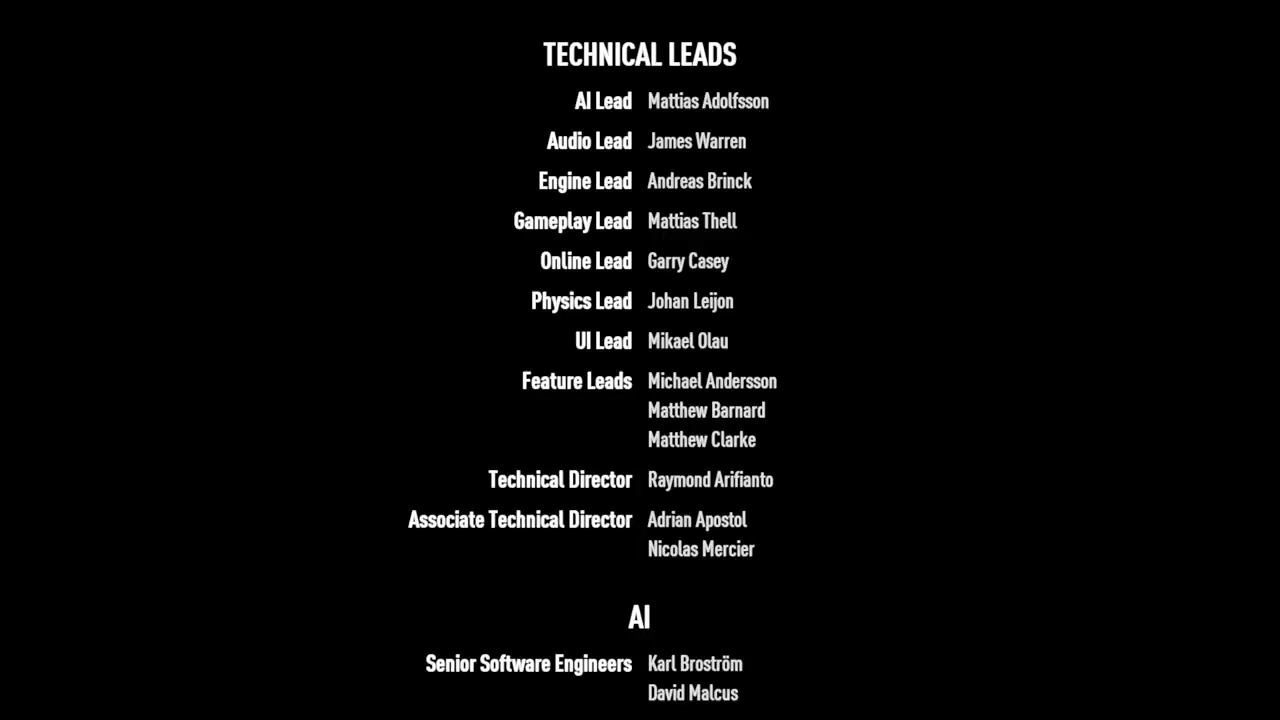 TECHNICAL LEADS
AI Lead Mattias Adolfsson
Audio Lead James Warren
Engine Lead Andreas Brinck
Gameplay Lead Mattias Thell
Online Lead Garry Casey
Physics Lead Johan Leijon
UI Lead Mikael Olau
Feature Leads Michael Andersson
Matthew Barnard
Matthew Clarke
Technical Director Raymond Arifianto
Associate Technical Director Adrian Apostol
Nicolas Mercier
AI
Senior Software Engineers Karl Broström
David Malcus